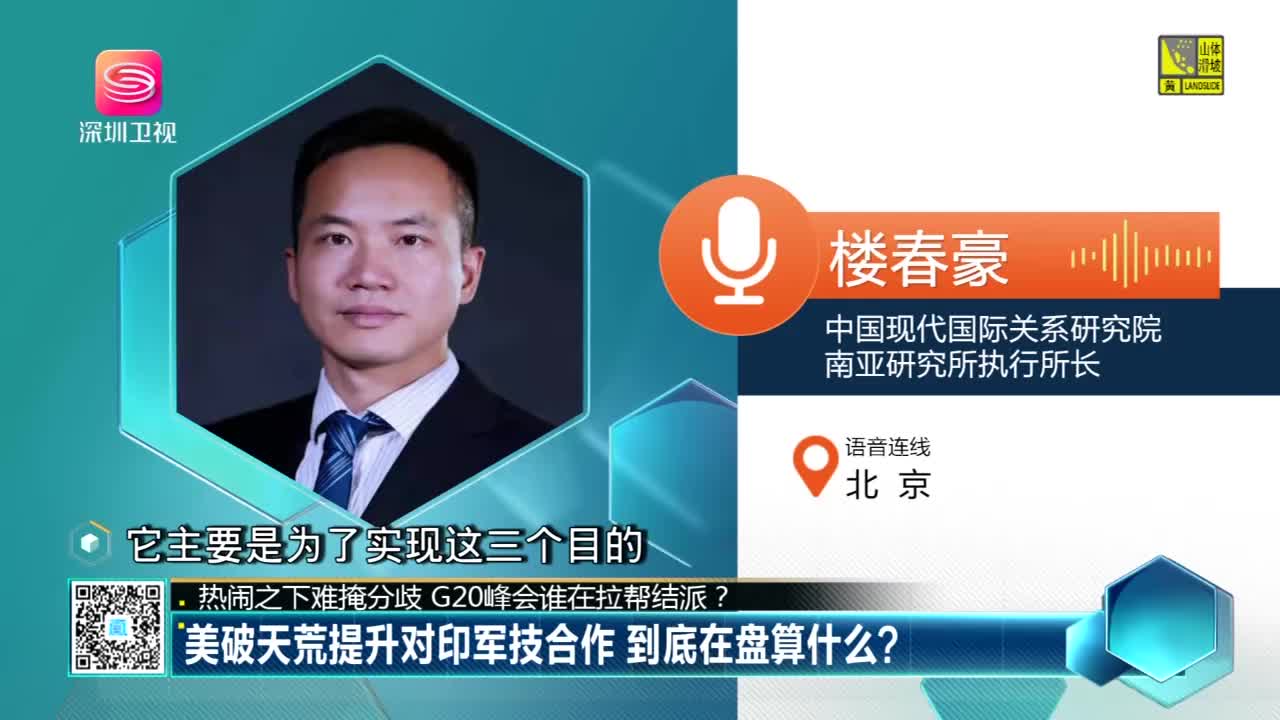 深圳卫视
山体
滑坡
黄 LANDSLIDE
楼春豪
中国现代国际关系研究院
南亚研究所执行所长
语音连线
北京
它主要是为了实现这三个目的
热闹之下难掩分歧 G20峰会谁在拉帮结派？
美破天荒提升对印军技合作 到底在盘算什么？